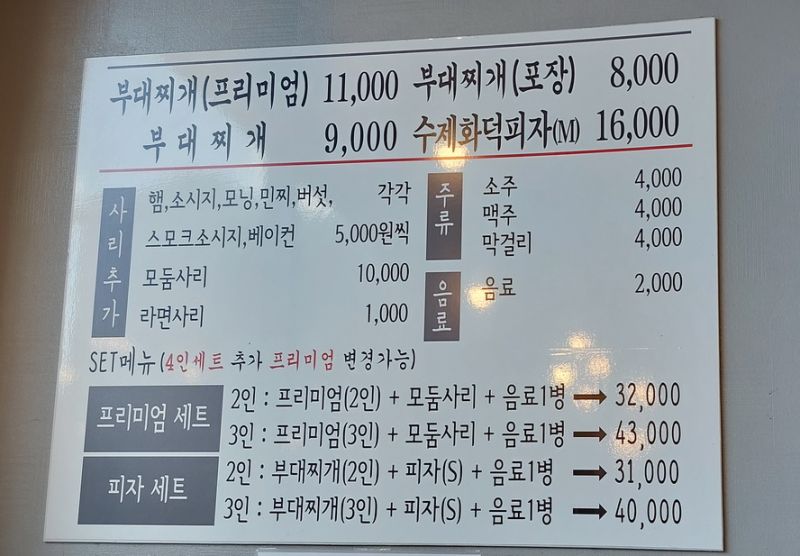 부대찌개(프리미엄) 11,000 부대찌개(포장) 8,000
부대찌개 9,000 수제화덕피자(M) 16,000
사리추가
햄,소시지,모닝,민찌,버섯, 각각
스모크소시지,베이컨 5,000원씩
모둠사리 10,000
라면사리 1,000
주류
소주 4,000
맥주 4,000
막걸리 4,000
음료
음료 2,000
SET메뉴(4인세트 추가 프리미엄 변경가능)
프리미엄 세트
2인 : 프리미엄(2인) + 모둠사리 + 음료1병 → 32,000
3인 : 프리미엄(3인) + 모둠사리 + 음료1병 → 43,000
피자 세트
2인 : 부대찌개(2인) + 피자(S) + 음료1병 → 31,000
3인 : 부대찌개(3인) + 피자(S) + 음료1병 → 40,000